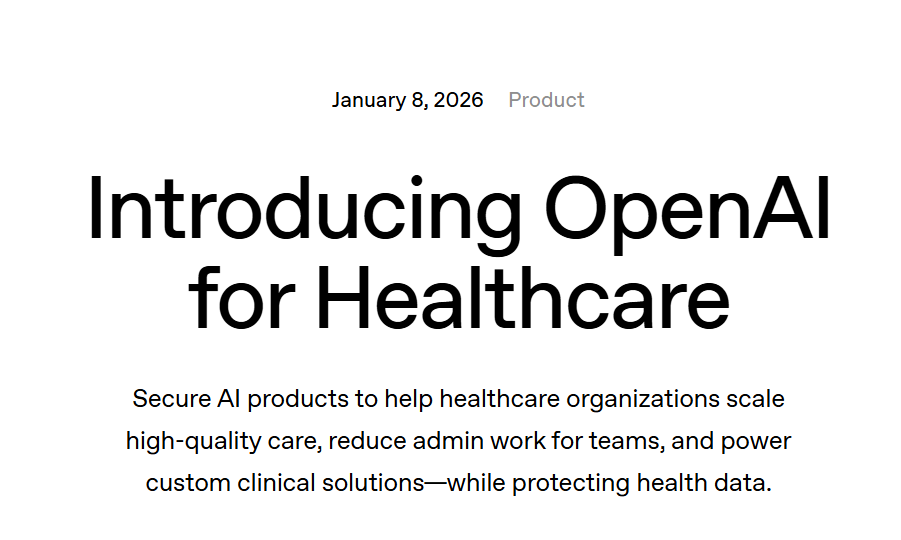 January 8, 2026 Product
Introducing OpenAI
for Healthcare
Secure AI products to help healthcare organizations scale
high-quality care, reduce admin work for teams, and power
custom clinical solutions—while protecting health data.